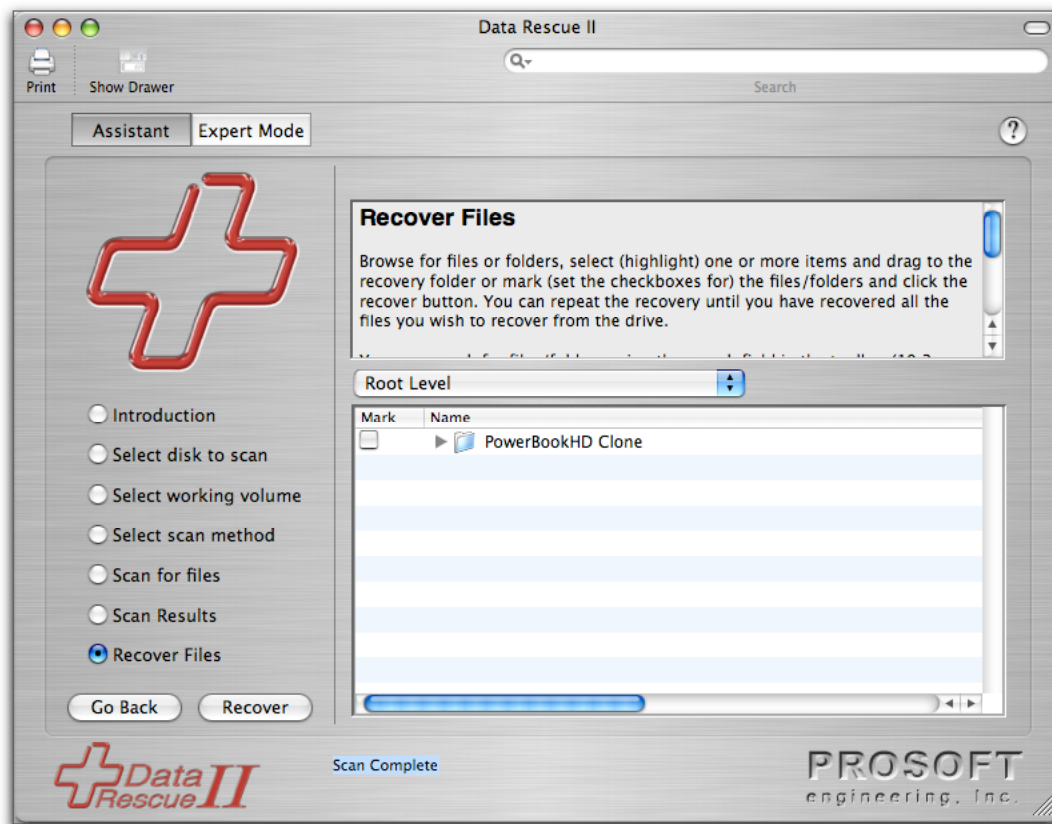 Data Rescue II
Print
Show Drawer
Search
Assistant
Expert Mode
?
Recover Files
Browse for files or folders, select (highlight) one or more items and drag to the
recovery folder or mark (set the checkboxes for) the files/folders and click the
recover button. You can repeat the recovery until you have recovered all the
files you wish to recover from the drive.
Root Level
Mark Name
PowerBookHD Clone
Introduction
Select disk to scan
Select working volume
Select scan method
Scan for files
Scan Results
Recover Files
Go Back
Recover
Data
Rescue II
Scan Complete
PROSOFT
engineering, Inc.